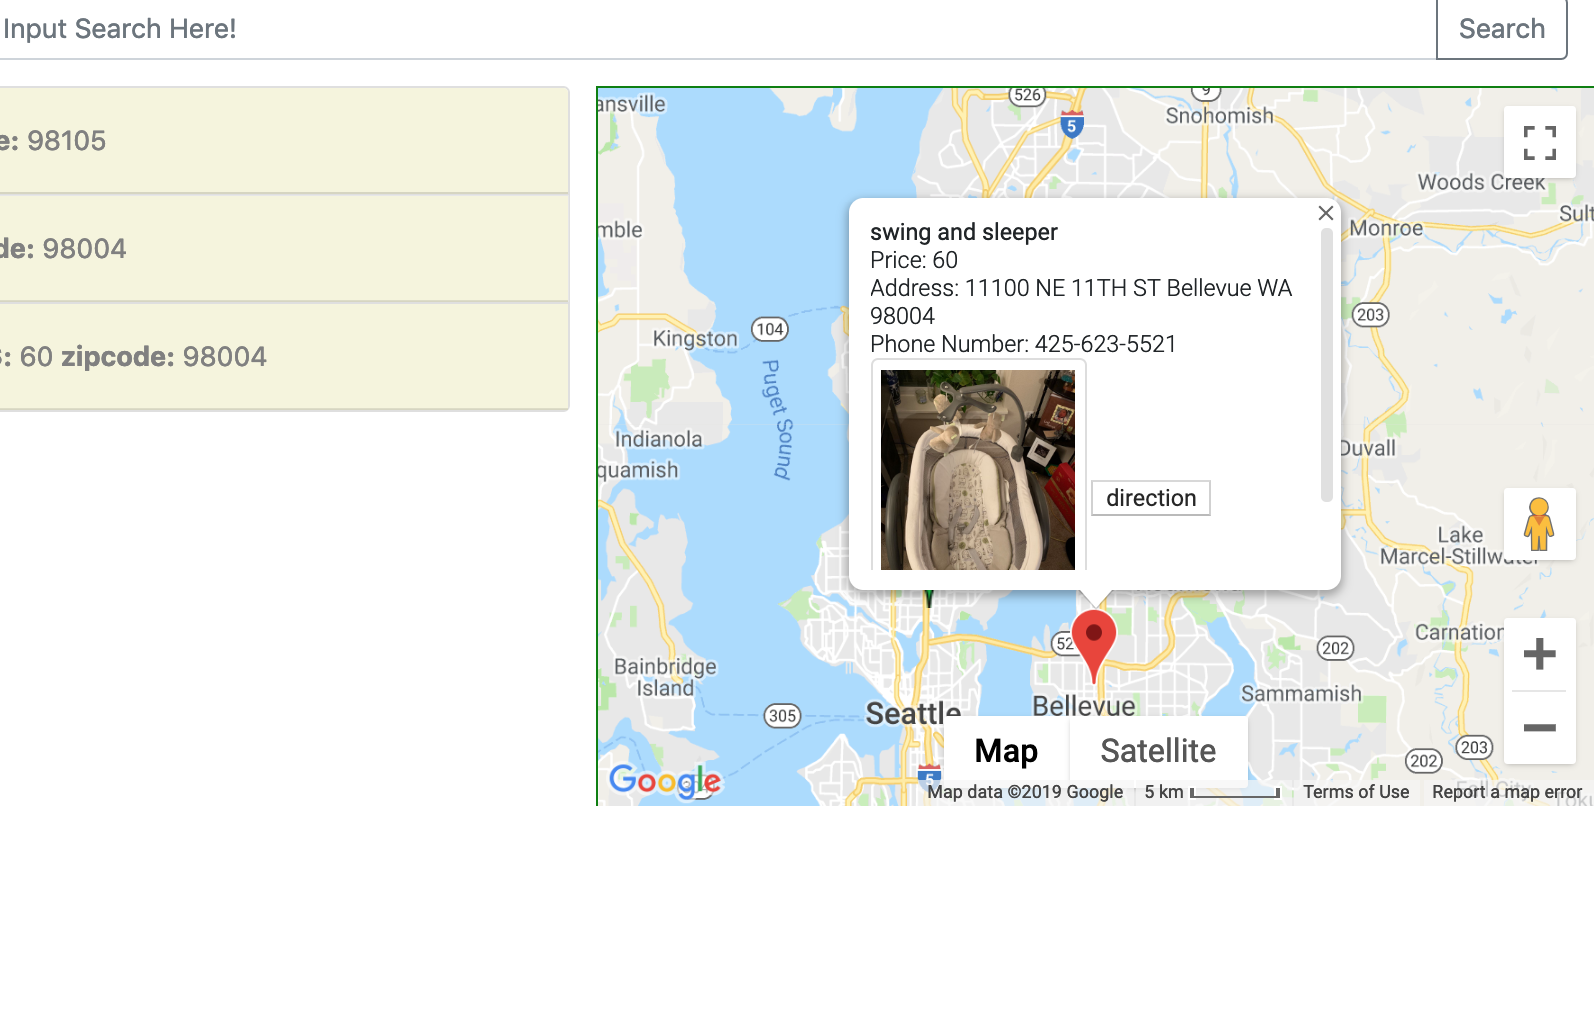 Input Search Here!
Search
e: 98105
de: 98004
: 60 zipcode: 98004
ansville
526
9
5
Snohomish
Woods Creek
Sult
mble
Monroe
swing and sleeper
Price: 60
Address: 11100 NE 11TH ST Bellevue WA
98004
Phone Number: 425-623-5521
direction
104
203
Kingston
Puget Sound
Indianola
quamish
Duvall
Lake
Marcel-Stillwater
Carnation
52
202
Bainbridge
Island
Sammamish
305
Seattle
Bellevue
Map
Satellite
203
202
5
Google
Map data ©2019 Google
5 km
Terms of Use
Report a map error